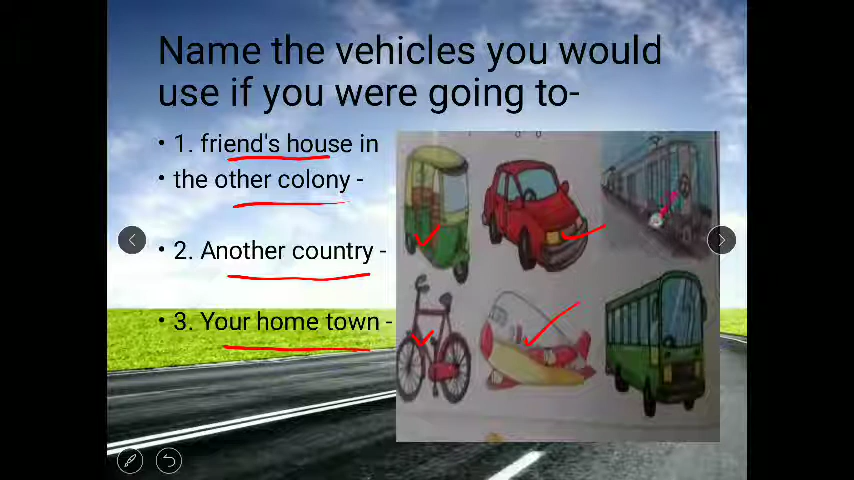 Name the vehicles you would
use if you were going to-
• 1. friend's house in
• the other colony -
• 2. Another country -
• 3. Your home town -